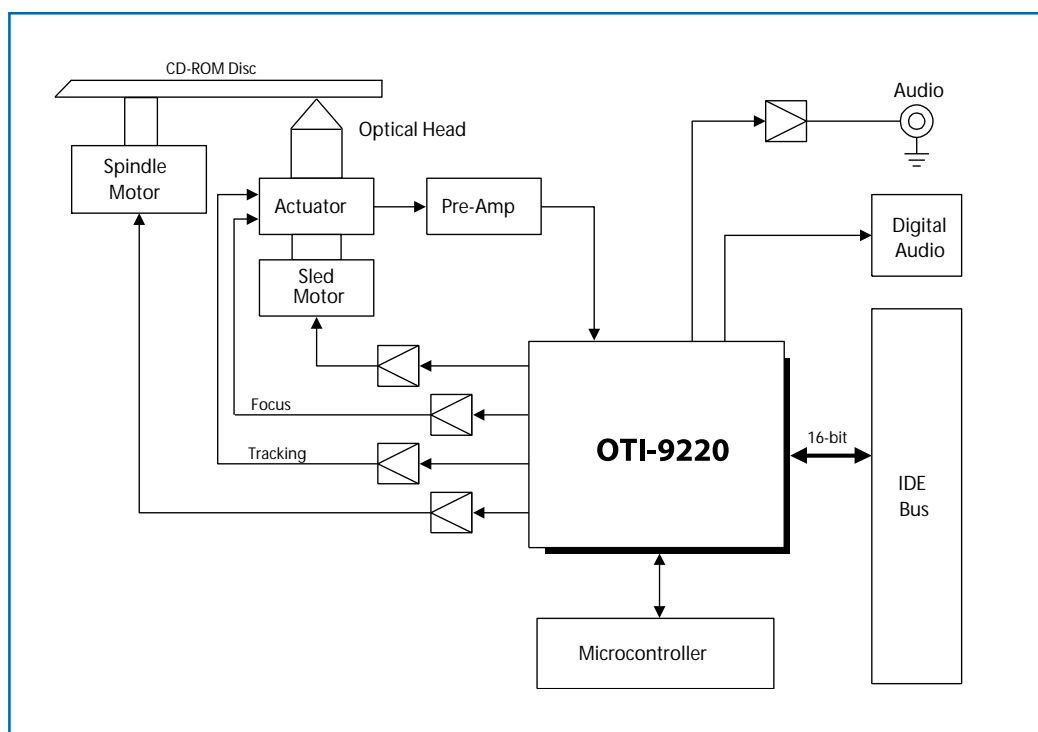 CD-ROM Disc
Audio
Optical Head
Spindle
Motor
Actuator
Pre-Amp
Digital
Audio
Sled
Motor
Focus
OTI-9220
16-bit
Tracking
IDE
Bus
Microcontroller